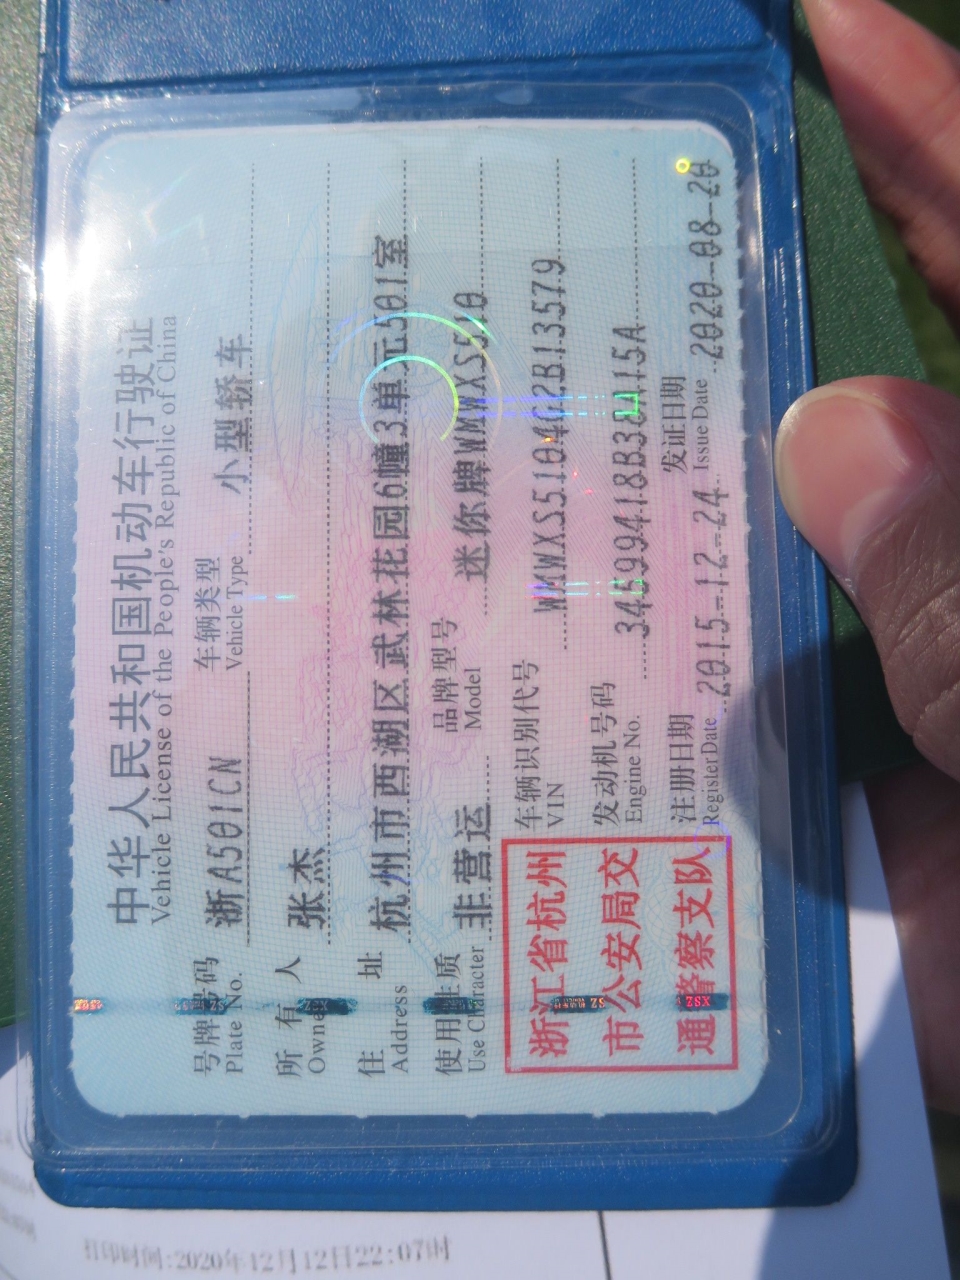 中华人民共和国机动车行驶证
Vehicle License of the People's Republic of China
号牌号码 浙A501CN 车辆类型 小型轿车
Plate No. Vehicle Type
所有人 张杰
Owner
住址 杭州市西湖区武林花园6幢3单元501室
Address
使用性质 非营运 品牌型号 迷你牌WMWXS510
Use Character Model
浙江省杭州
市公安局交
通警察支队
车辆识别代号 WMWXS510402B13579
VIN
发动机号码
Engine No.
注册日期 2015-12-24 发证日期 2020-08-20
Register Date Issue Date
打印时间:2020年12月12日22:07时